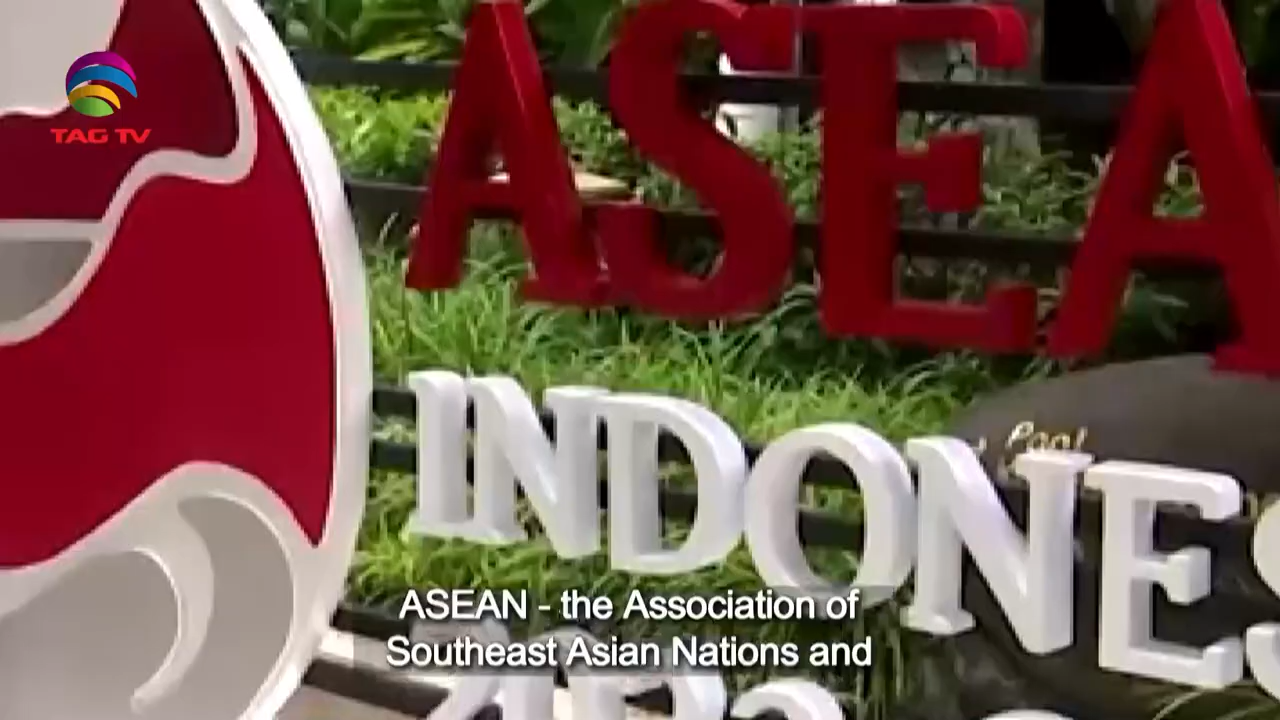 TAG TV
ASEA
INDONES
ASEAN - the Association of
Southeast Asian Nations and